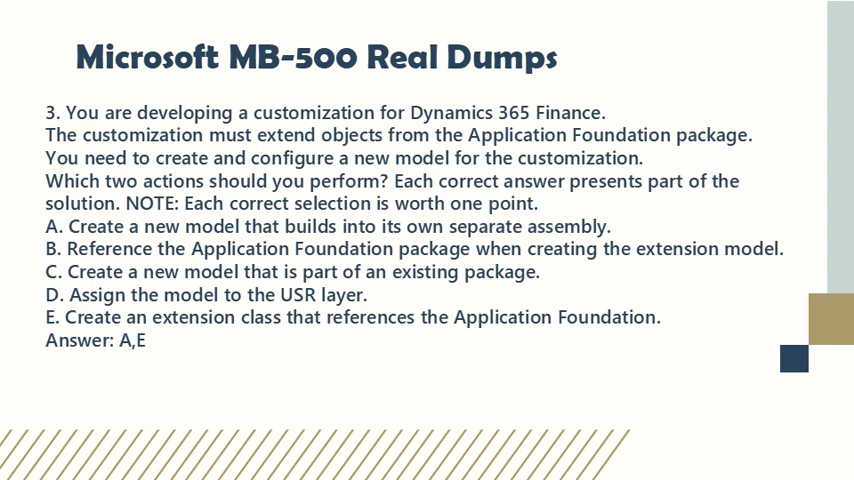 Microsoft MB-500 Real Dumps
3. You are developing a customization for Dynamics 365 Finance.
The customization must extend objects from the Application Foundation package.
You need to create and configure a new model for the customization.
Which two actions should you perform? Each correct answer presents part of the
solution. NOTE: Each correct selection is worth one point.
A. Create a new model that builds into its own separate assembly.
B. Reference the Application Foundation package when creating the extension model.
C. Create a new model that is part of an existing package.
D. Assign the model to the USR layer.
E. Create an extension class that references the Application Foundation.
Answer: A,E